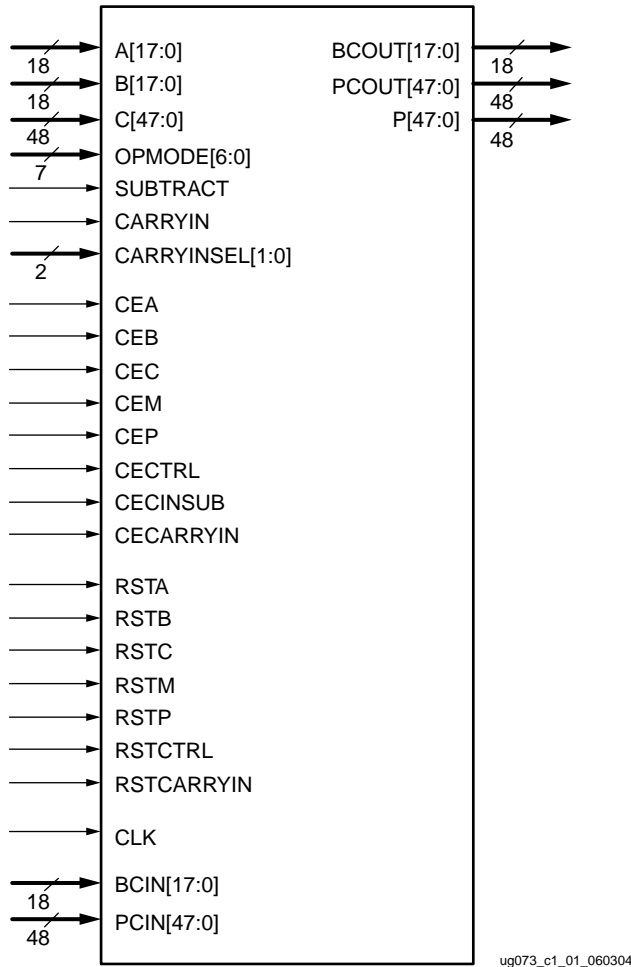 A[17:0] BCOUT[17:0]
18 18
B[17:0] PCOUT[47:0]
18 48
C[47:0] P[47:0]
48 48
OPMODE[6:0]
7
SUBTRACT
CARRYIN
CARRYINSEL[1:0]
2
CEA
CEB
CEC
CEM
CEP
CECTRL
CECINSUB
CECARRYIN
RSTA
RSTB
RSTC
RSTM
RSTP
RSTCTRL
RSTCARRYIN
CLK
BCIN[17:0]
18
PCIN[47:0]
48
ug073_c1_01_060304